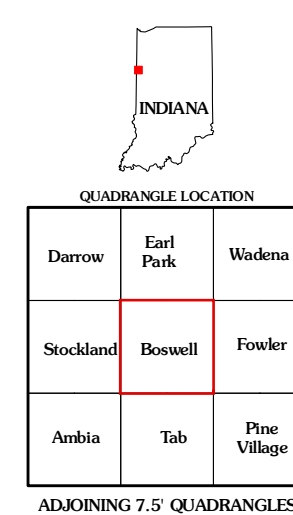 INDIANA
QUADRANGLE LOCATION
Darrow
Earl
Park
Wadena
Stockland
Boswell
Fowler
Ambia
Tab
Pine
Village
ADJOINING 7.5' QUADRANGLES